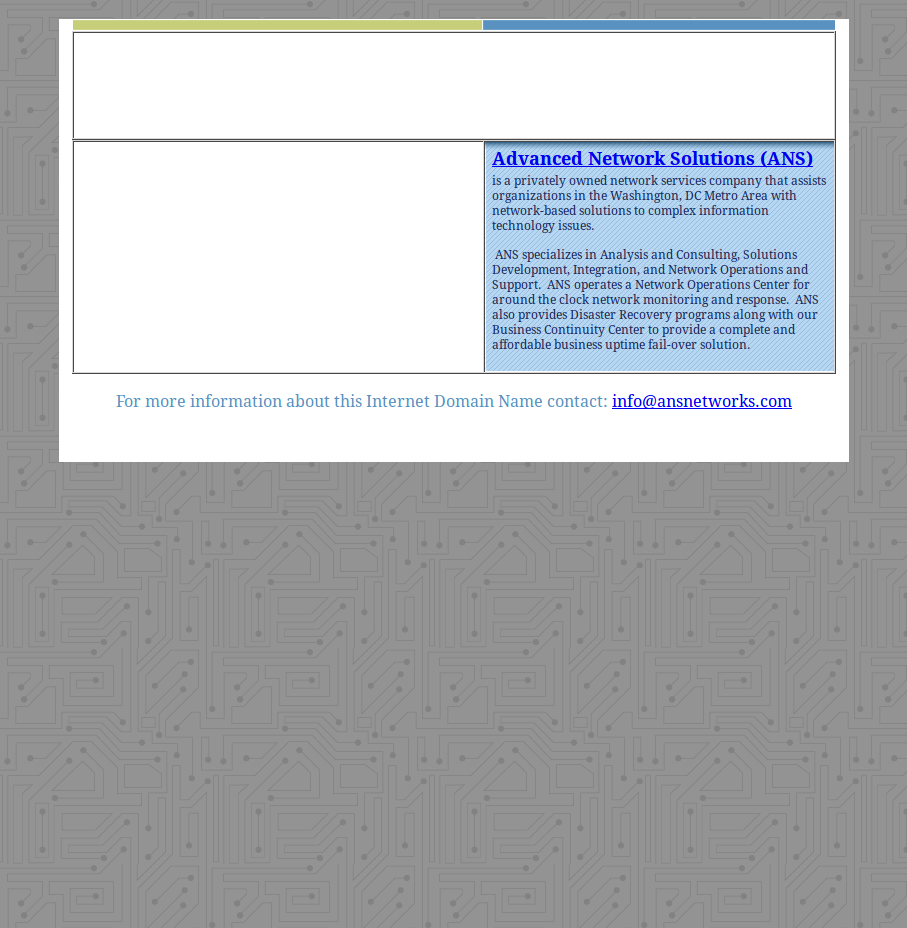 Advanced Network Solutions (ANS)
is a privately owned network services company that assists
organizations in the Washington, DC Metro Area with
network-based solutions to complex information
technology issues.
ANS specializes in Analysis and Consulting, Solutions
Development, Integration, and Network Operations and
Support.  ANS operates a Network Operations Center for
around the clock network monitoring and response.  ANS
also provides Disaster Recovery programs along with our
Business Continuity Center to provide a complete and
affordable business uptime fail-over solution.
For more information about this Internet Domain Name contact: info@ansnetworks.com